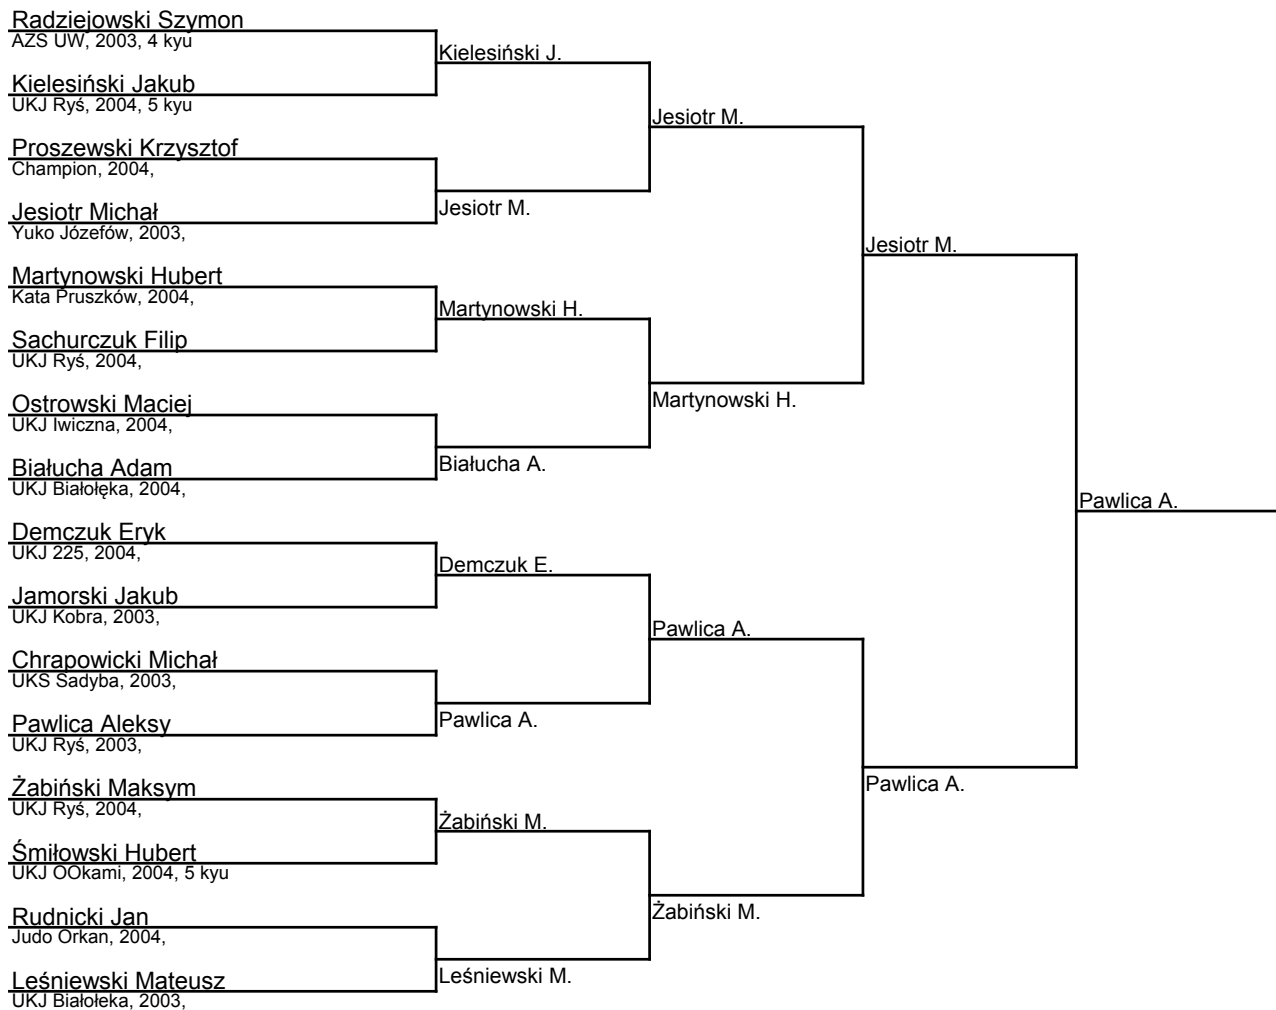 Radziejowski Szymon
AZS UW, 2003, 4 kyu
Kielesiński J.
Kielesiński Jakub
UKJ Ryś, 2004, 5 kyu
Jesiotr M.
Proszewski Krzysztof
Champion, 2004,
Jesiotr M.
Jesiotr Michał
Yuko Józefów, 2003,
Jesiotr M.
Martynowski Hubert
Kata Pruszków, 2004,
Martynowski H.
Sachurczuk Filip
UKJ Ryś, 2004,
Martynowski H.
Ostrowski Maciej
UKJ Iwiczna, 2004,
Białucha A.
Białucha Adam
UKJ Białołęka, 2004,
Pawlica A.
Demczuk Eryk
UKJ 225, 2004,
Demczuk E.
Jamorski Jakub
UKJ Kobra, 2003,
Pawlica A.
Chrapowicki Michał
UKS Sadyba, 2003,
Pawlica A.
Pawlica Aleksy
UKJ Ryś, 2003,
Pawlica A.
Żabiński Maksym
UKJ Ryś, 2004,
Żabiński M.
Śmiłowski Hubert
UKJ OOkami, 2004, 5 kyu
Żabiński M.
Rudnicki Jan
Judo Orkan, 2004,
Leśniewski M.
Leśniewski Mateusz
UKJ Białołeka, 2003,